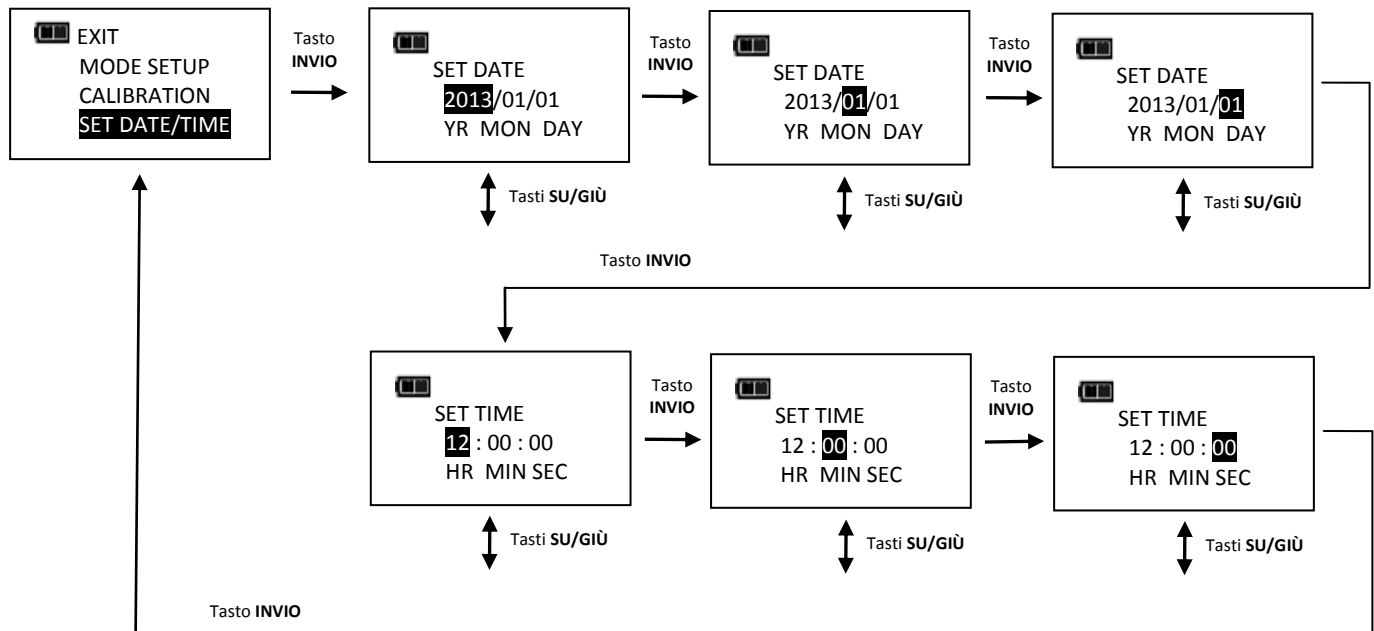 EXIT
MODE SETUP
CALIBRATION
SET DATE/TIME
Tasto
INVIO
SET DATE
2013/01/01
YR MON DAY
Tasti SU/GIÙ
Tasto
INVIO
SET DATE
2013/01/01
YR MON DAY
Tasti SU/GIÙ
Tasto
INVIO
SET DATE
2013/01/01
YR MON DAY
Tasti SU/GIÙ
Tasto INVIO
SET TIME
12 : 00 : 00
HR MIN SEC
Tasti SU/GIÙ
Tasto
INVIO
SET TIME
12 : 00 : 00
HR MIN SEC
Tasti SU/GIÙ
Tasto
INVIO
SET TIME
12 : 00 : 00
HR MIN SEC
Tasti SU/GIÙ
Tasto INVIO